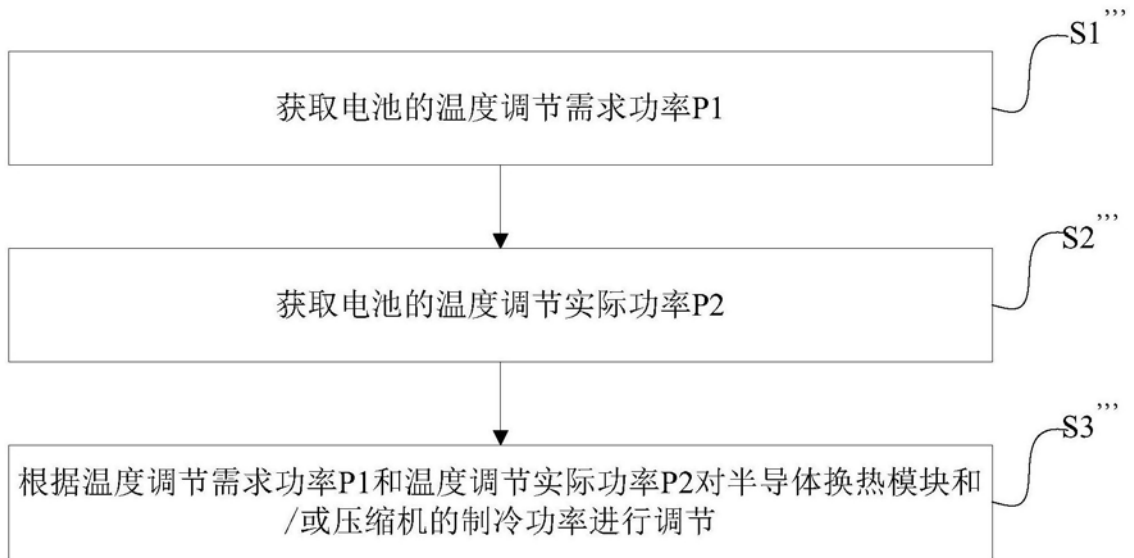 S1'''
获取电池的温度调节需求功率P1
S2'''
获取电池的温度调节实际功率P2
S3'''
根据温度调节需求功率P1和温度调节实际功率P2对半导体换热模块和
/或压缩机的制冷功率进行调节